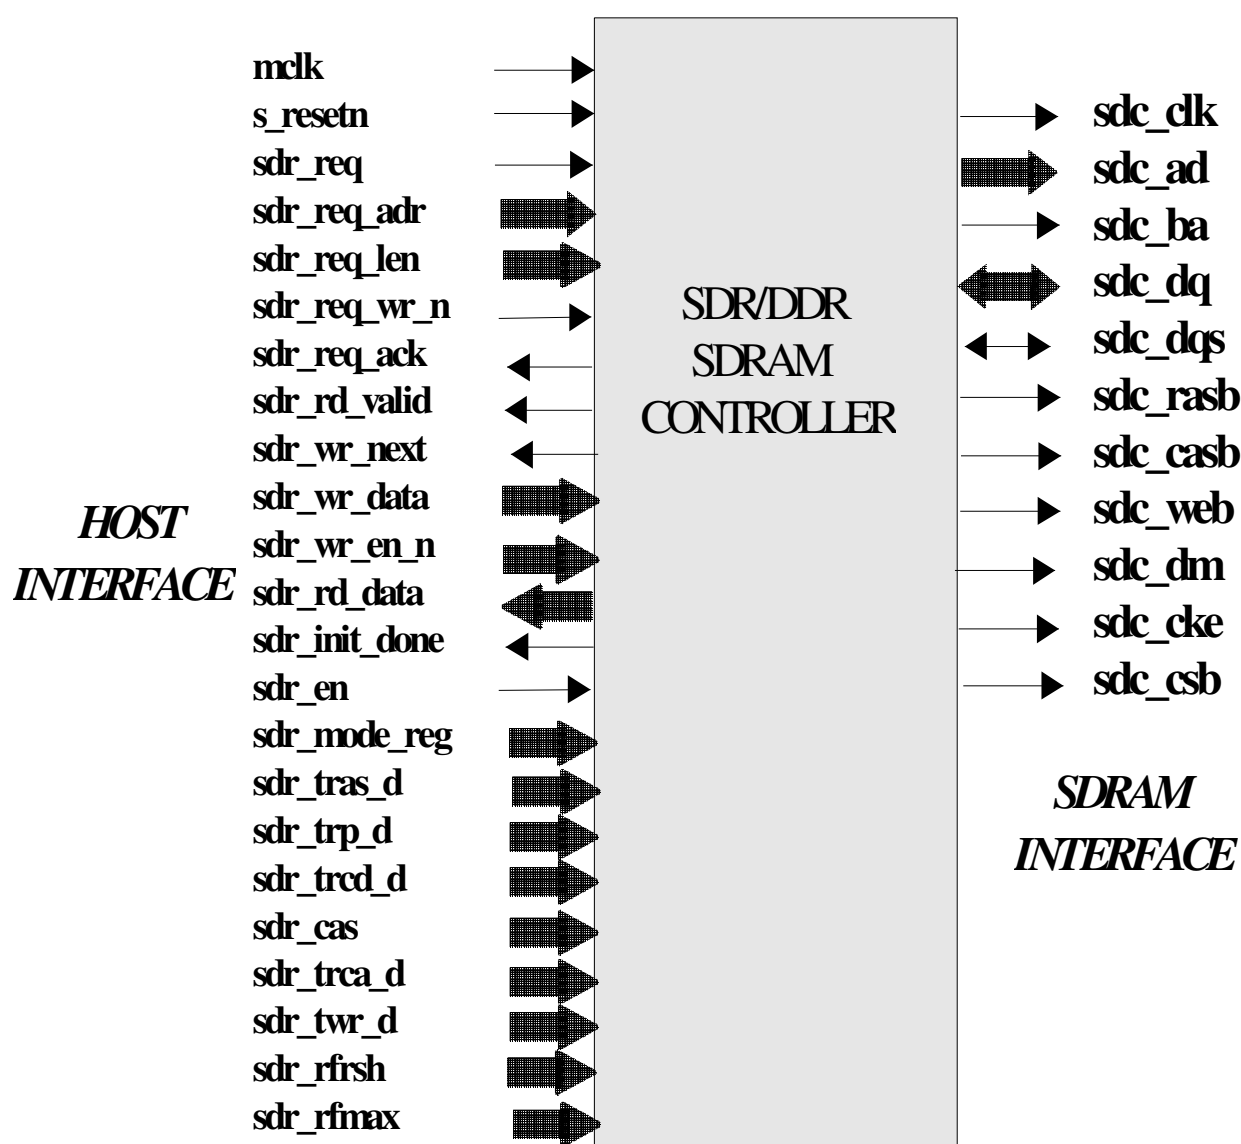 mclk
s_resetn
sdr_req
sdr_req_adr
sdr_req_len
sdr_req_wr_n
sdr_req_ack
sdr_rd_valid
sdr_wr_next
sdr_wr_data
sdr_wr_en_n
sdr_rd_data
sdr_init_done
sdr_en
sdr_mode_reg
sdr_tras_d
sdr_trp_d
sdr_trcd_d
sdr_cas
sdr_trca_d
sdr_twr_d
sdr_rfrsh
sdr_rfmax
HOST
INTERFACE
SDR/DDR
SDRAM
CONTROLLER
sdc_clk
sdc_ad
sdc_ba
sdc_dq
sdc_dqs
sdc_rasb
sdc_casb
sdc_web
sdc_dm
sdc_cke
sdc_csb
SDRAM
INTERFACE